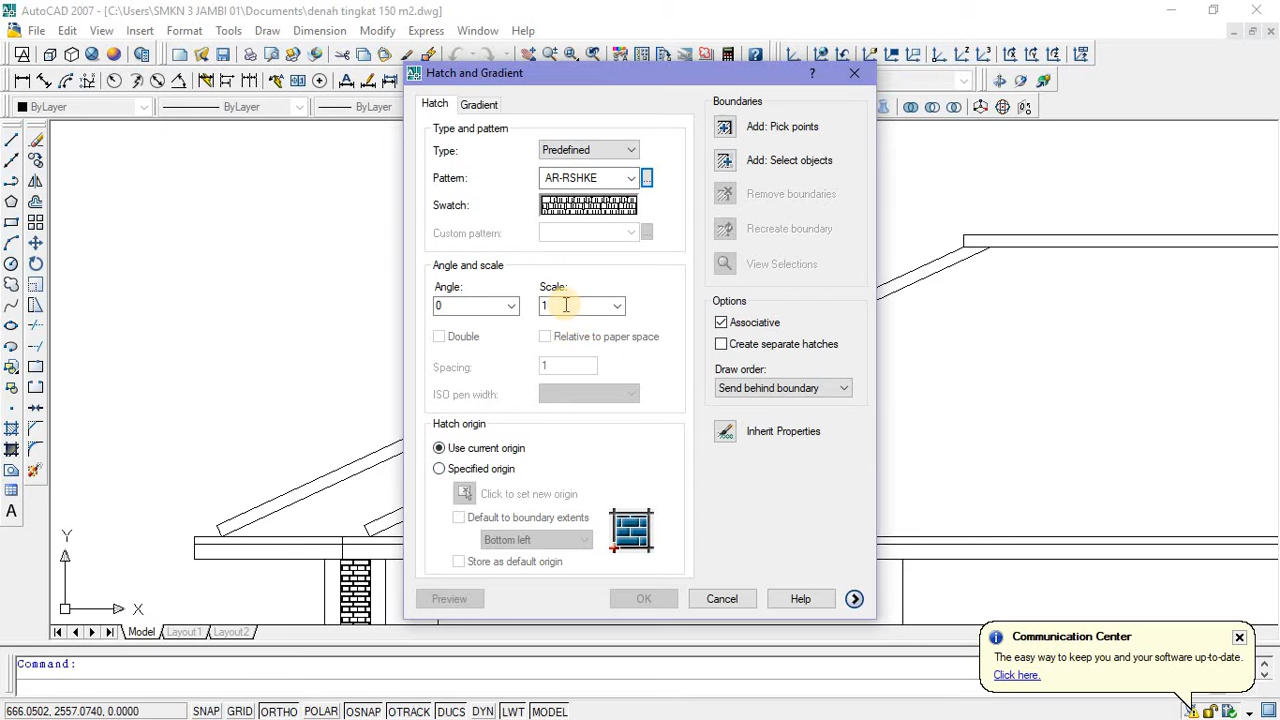 AutoCAD 2007 - [C:\Users\SMKN 3 JAMBI 01\Documents\denah tingkat 150 m2.dwg]
File Edit View Insert Format Tools Draw Dimension Modify Express Window Help
ByLayer ByLayer ByLayer
Hatch and Gradient
Hatch Gradient
Type and pattern
Type: Predefined
Pattern: AR-RSHKE ...
Swatch:
Custom pattern: ...
Angle and scale
Angle: Scale:
0 1
Double Relative to paper space
Spacing: 1
ISO pen width:
Hatch origin
Use current origin
Specified origin
Click to set new origin
Default to boundary extents
Bottom left
Store as default origin
Boundaries
Add: Pick points
Add: Select objects
Remove boundaries
Recreate boundary
View Selections
Options
Associative
Create separate hatches
Draw order:
Send behind boundary
Inherit Properties
Preview OK Cancel Help
Y
X
A
Model Layout1 Layout2
Command:
Communication Center
The easy way to keep you and your software up-to-date.
Click here.
666.0502, 2557.0740, 0.0000 SNAP GRID ORTHO POLAR OSNAP OTRACK DUCS DYN LWT MODEL